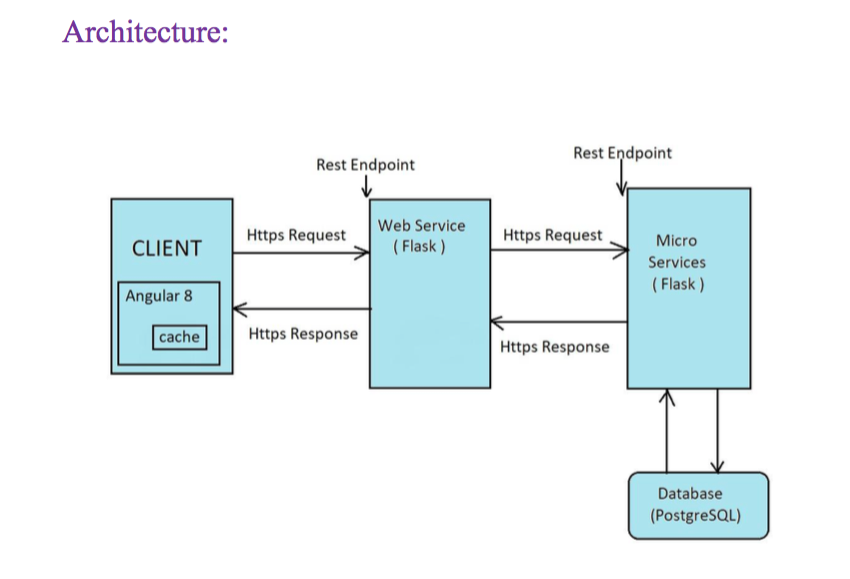 Architecture:
Rest Endpoint
Rest Endpoint
CLIENT
Angular 8
cache
Https Request
Https Response
Web Service
( Flask )
Https Request
Https Response
Micro
Services
( Flask )
Database
(PostgreSQL)